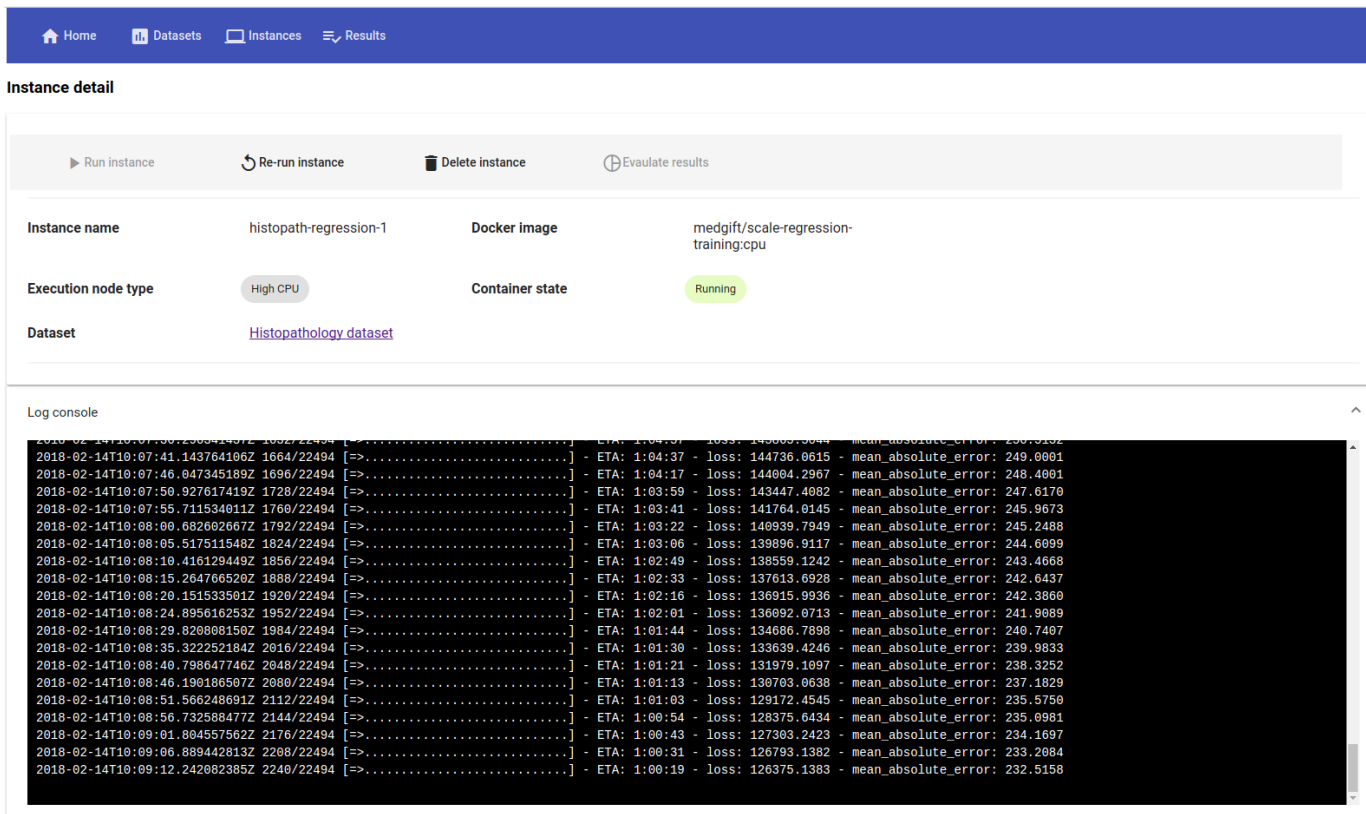 Home Datasets Instances Results
Instance detail
Run instance Re-run instance Delete instance Evaulate results
Instance name histopath-regression-1 Docker image medgift/scale-regression-
training:cpu
Execution node type High CPU Container state Running
Dataset Histopathology dataset
Log console
2018-02-14T10:07:41.143764106Z 1664/22494 [=>............................] - ETA: 1:04:37 - loss: 144736.0615 - mean_absolute_error: 249.0001
2018-02-14T10:07:46.047345189Z 1696/22494 [=>............................] - ETA: 1:04:17 - loss: 144004.2967 - mean_absolute_error: 248.4001
2018-02-14T10:07:50.927617419Z 1728/22494 [=>............................] - ETA: 1:03:59 - loss: 143447.4082 - mean_absolute_error: 247.6170
2018-02-14T10:07:55.711534011Z 1760/22494 [=>............................] - ETA: 1:03:41 - loss: 141764.0145 - mean_absolute_error: 245.9673
2018-02-14T10:08:00.682602667Z 1792/22494 [=>............................] - ETA: 1:03:22 - loss: 140939.7949 - mean_absolute_error: 245.2488
2018-02-14T10:08:05.517511548Z 1824/22494 [=>............................] - ETA: 1:03:06 - loss: 139896.9117 - mean_absolute_error: 244.6099
2018-02-14T10:08:10.416129449Z 1856/22494 [=>............................] - ETA: 1:02:49 - loss: 138559.1242 - mean_absolute_error: 243.4668
2018-02-14T10:08:15.264766520Z 1888/22494 [=>............................] - ETA: 1:02:33 - loss: 137613.6928 - mean_absolute_error: 242.6437
2018-02-14T10:08:20.151533501Z 1920/22494 [=>............................] - ETA: 1:02:16 - loss: 136915.9936 - mean_absolute_error: 242.3860
2018-02-14T10:08:24.895616253Z 1952/22494 [=>............................] - ETA: 1:02:01 - loss: 136092.0713 - mean_absolute_error: 241.9089
2018-02-14T10:08:29.820808150Z 1984/22494 [=>............................] - ETA: 1:01:44 - loss: 134686.7898 - mean_absolute_error: 240.7407
2018-02-14T10:08:35.322252184Z 2016/22494 [=>............................] - ETA: 1:01:30 - loss: 133639.4246 - mean_absolute_error: 239.9833
2018-02-14T10:08:40.798647746Z 2048/22494 [=>............................] - ETA: 1:01:21 - loss: 131979.1097 - mean_absolute_error: 238.3252
2018-02-14T10:08:46.190186507Z 2080/22494 [=>............................] - ETA: 1:01:13 - loss: 130703.0638 - mean_absolute_error: 237.1829
2018-02-14T10:08:51.566248691Z 2112/22494 [=>............................] - ETA: 1:01:03 - loss: 129172.4545 - mean_absolute_error: 235.5750
2018-02-14T10:08:56.732588477Z 2144/22494 [=>............................] - ETA: 1:00:54 - loss: 128375.6434 - mean_absolute_error: 235.0981
2018-02-14T10:09:01.804557562Z 2176/22494 [=>............................] - ETA: 1:00:43 - loss: 127303.2423 - mean_absolute_error: 234.1697
2018-02-14T10:09:06.889442813Z 2208/22494 [=>............................] - ETA: 1:00:31 - loss: 126793.1382 - mean_absolute_error: 233.2084
2018-02-14T10:09:12.242082385Z 2240/22494 [=>............................] - ETA: 1:00:19 - loss: 126375.1383 - mean_absolute_error: 232.5158